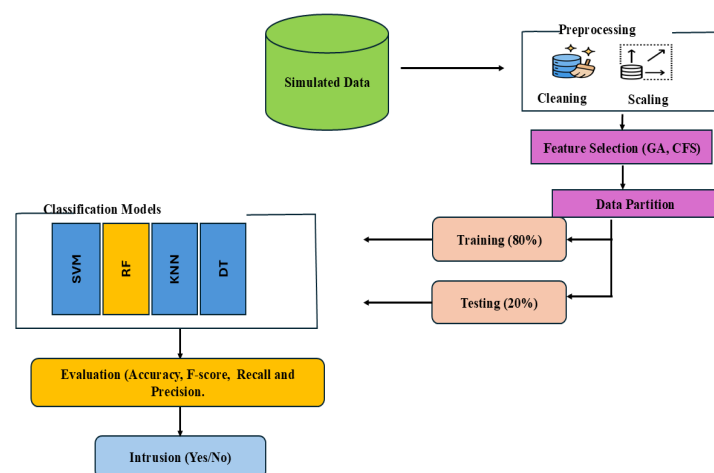 Preprocessing
Simulated Data
Cleaning
Scaling
Feature Selection (GA, CFS)
Data Partition
Training (80%)
Testing (20%)
Classification Models
SVM
RF
KNN
DT
Evaluation (Accuracy, F-score, Recall and
Precision.
Intrusion (Yes/No)